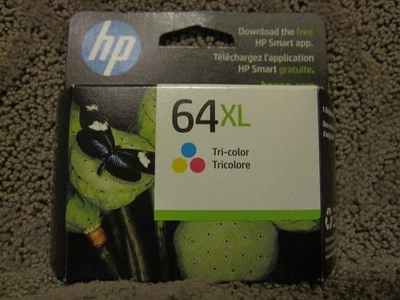 hp
Download the free
HP Smart app.
Téléchargez l'application
HP Smart gratuite.
64XL
Tri-color
Tricolore